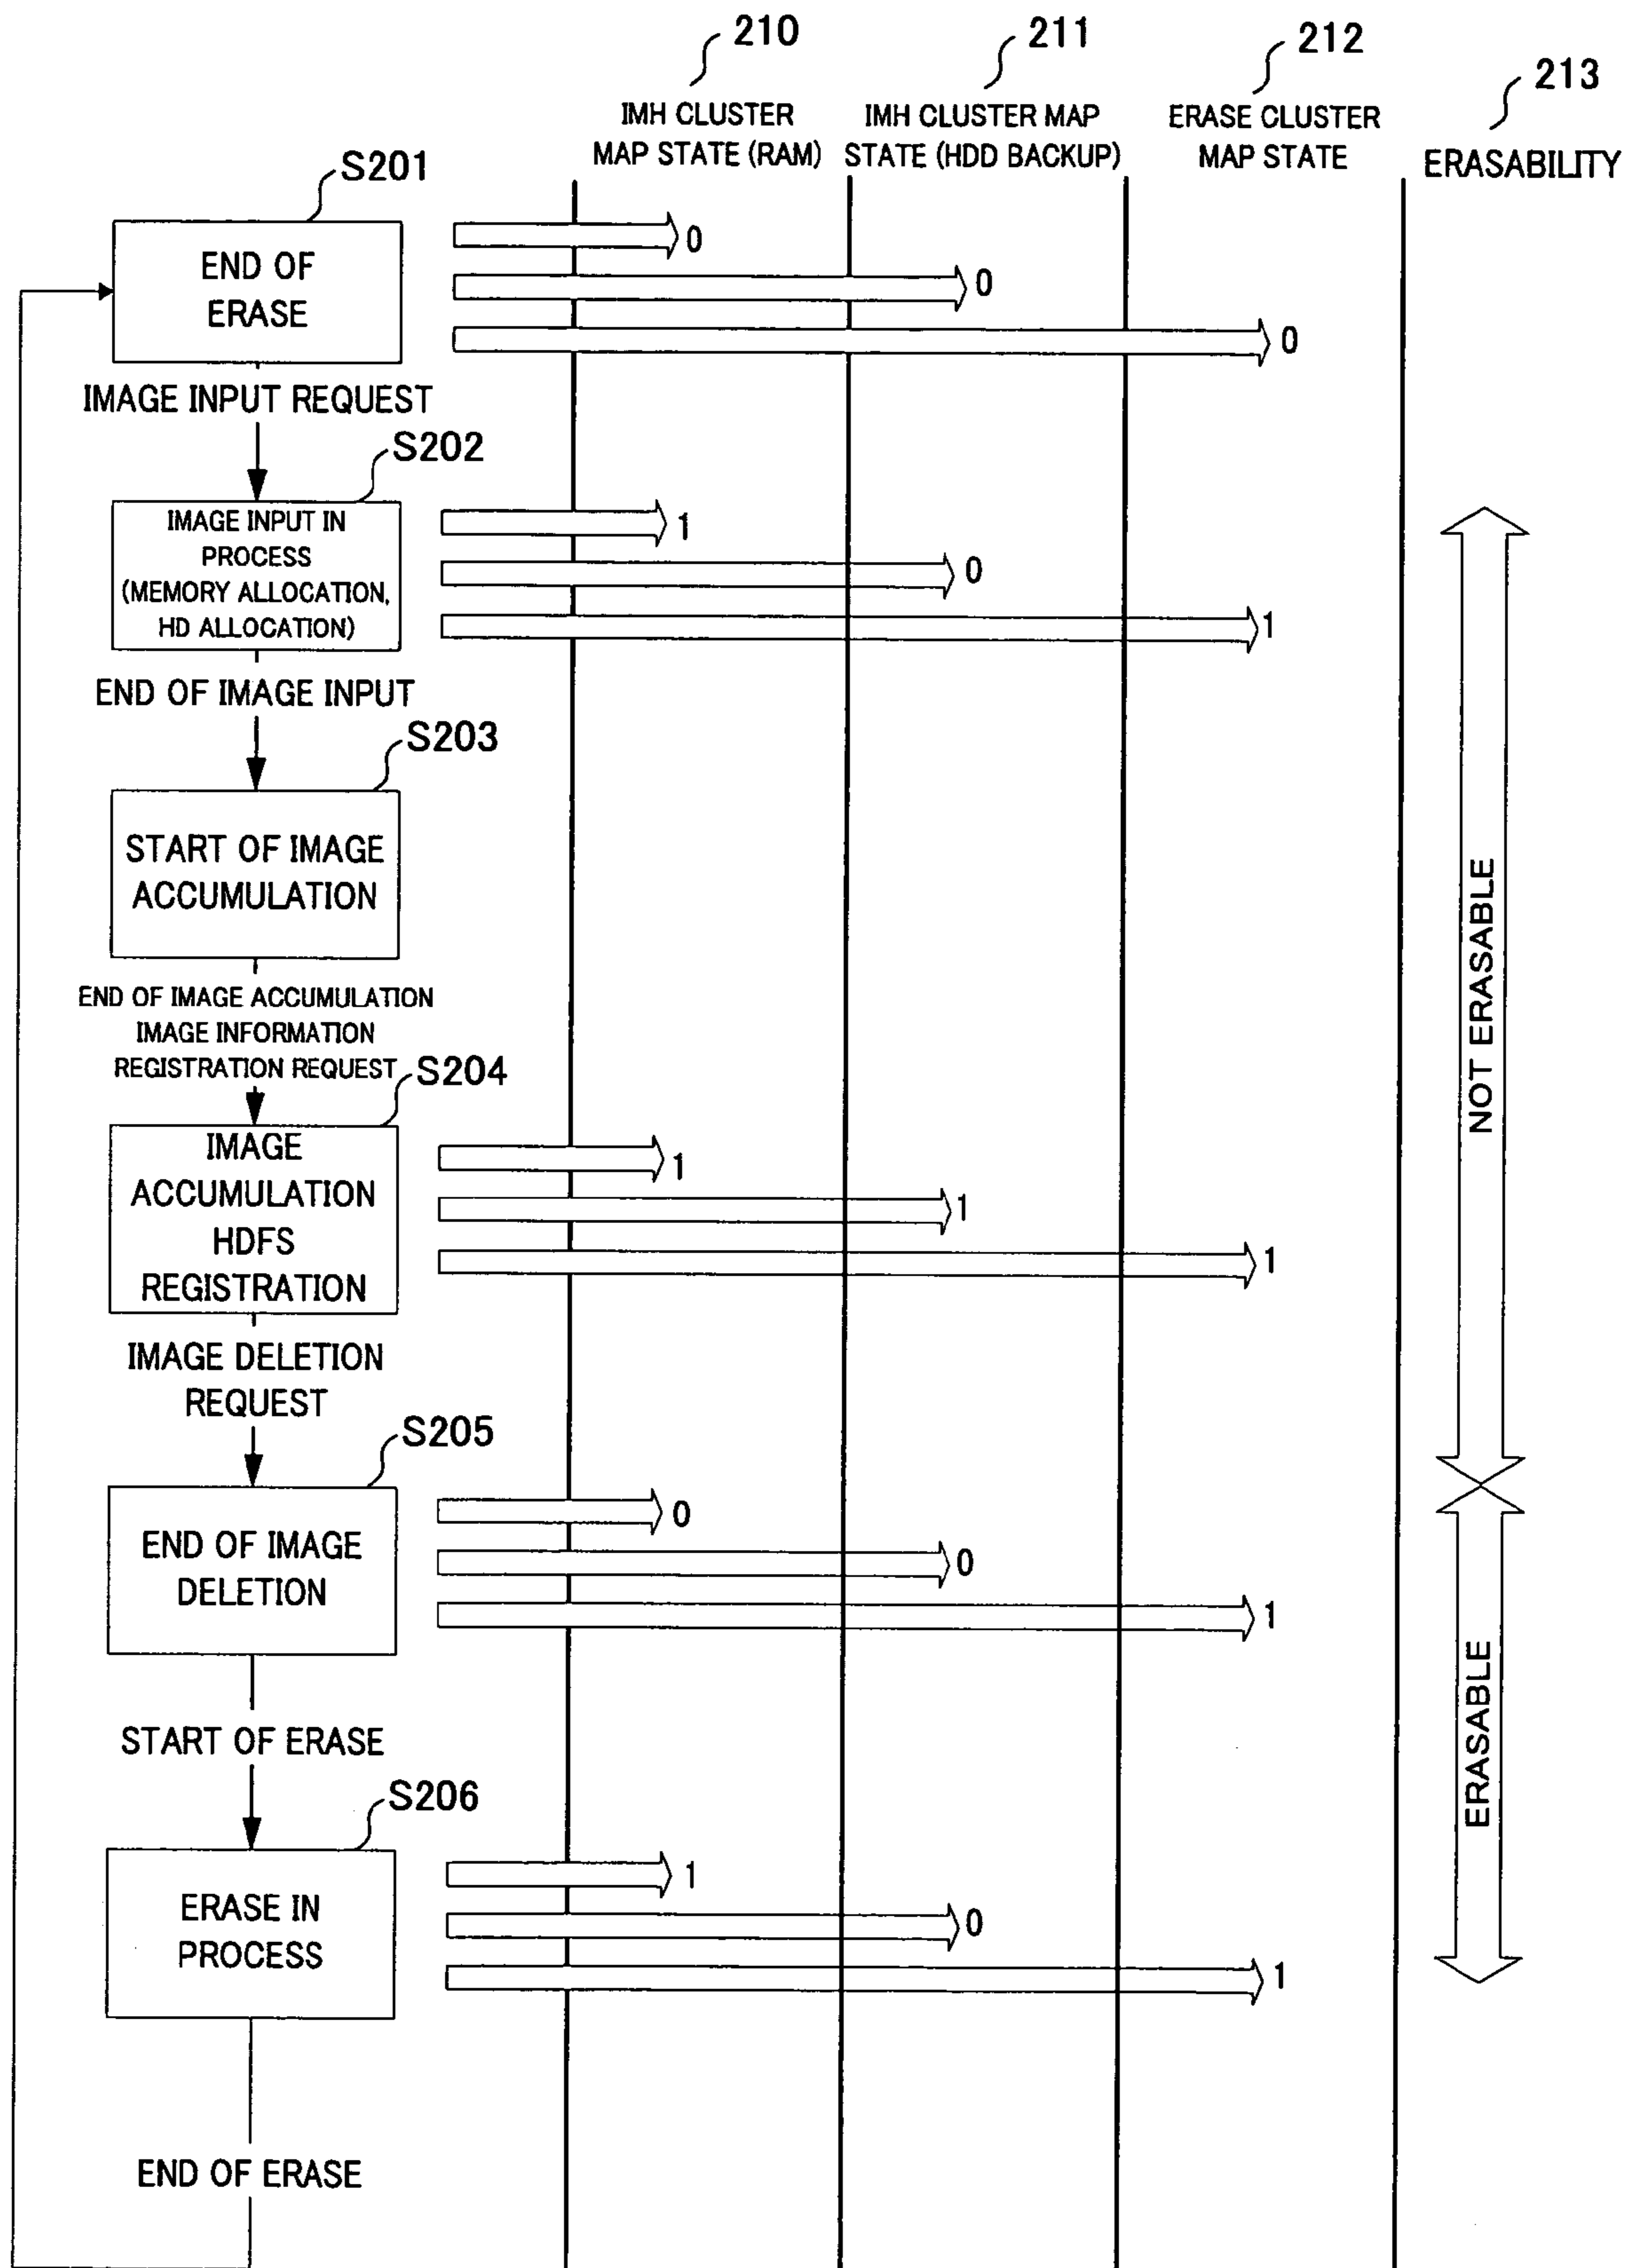 210
211
212
213
IMH CLUSTER
MAP STATE (RAM)
IMH CLUSTER MAP
STATE (HDD BACKUP)
ERASE CLUSTER
MAP STATE
ERASABILITY
S201
END OF
ERASE
0
0
0
IMAGE INPUT REQUEST
S202
IMAGE INPUT IN
PROCESS
(MEMORY ALLOCATION,
HD ALLOCATION)
1
0
1
END OF IMAGE INPUT
S203
START OF IMAGE
ACCUMULATION
END OF IMAGE ACCUMULATION
IMAGE INFORMATION
REGISTRATION REQUEST
S204
IMAGE
ACCUMULATION
HDFS
REGISTRATION
1
1
1
NOT ERASABLE
IMAGE DELETION
REQUEST
S205
END OF IMAGE
DELETION
0
0
1
START OF ERASE
ERASABLE
S206
ERASE IN
PROCESS
1
0
1
END OF ERASE